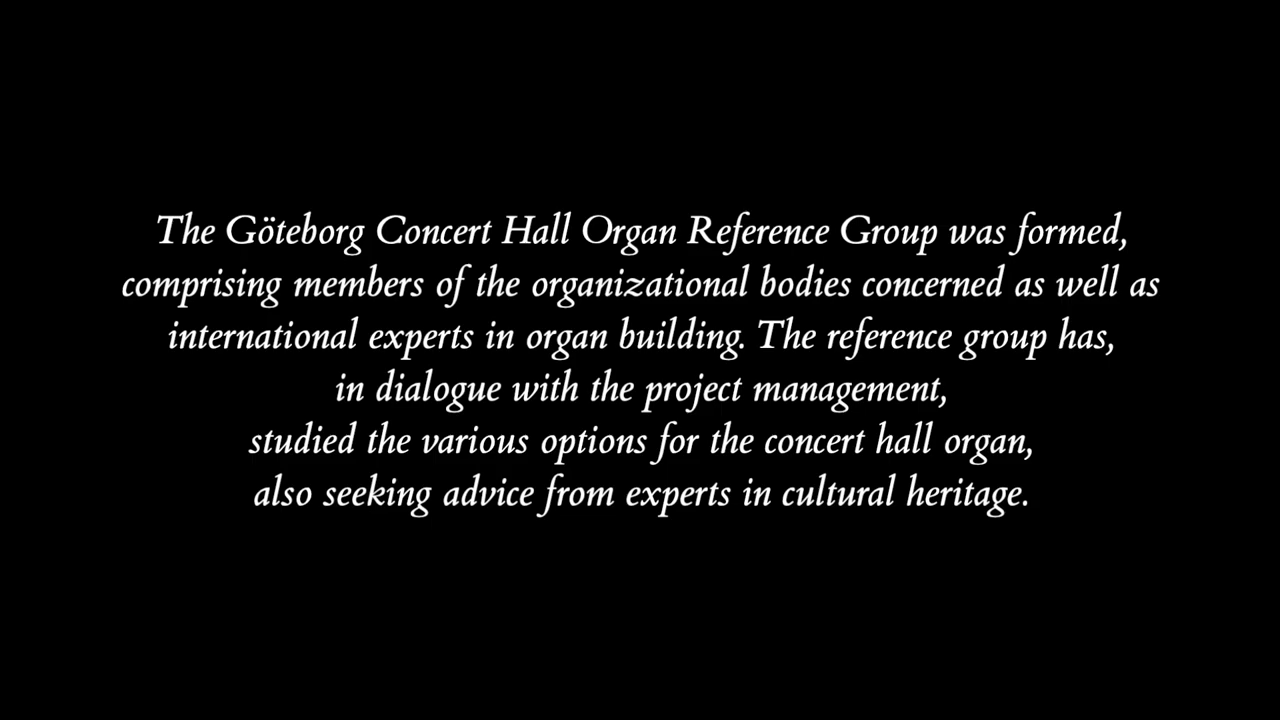 The Göteborg Concert Hall Organ Reference Group was formed,
comprising members of the organizational bodies concerned as well as
international experts in organ building. The reference group has,
in dialogue with the project management,
studied the various options for the concert hall organ,
also seeking advice from experts in cultural heritage.